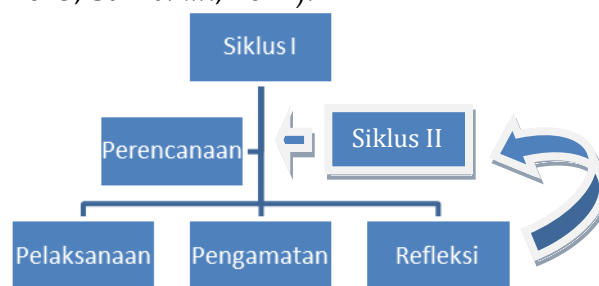 Siklus I
Perencanaan
Siklus II
Pelaksanaan
Pengamatan
Refleksi